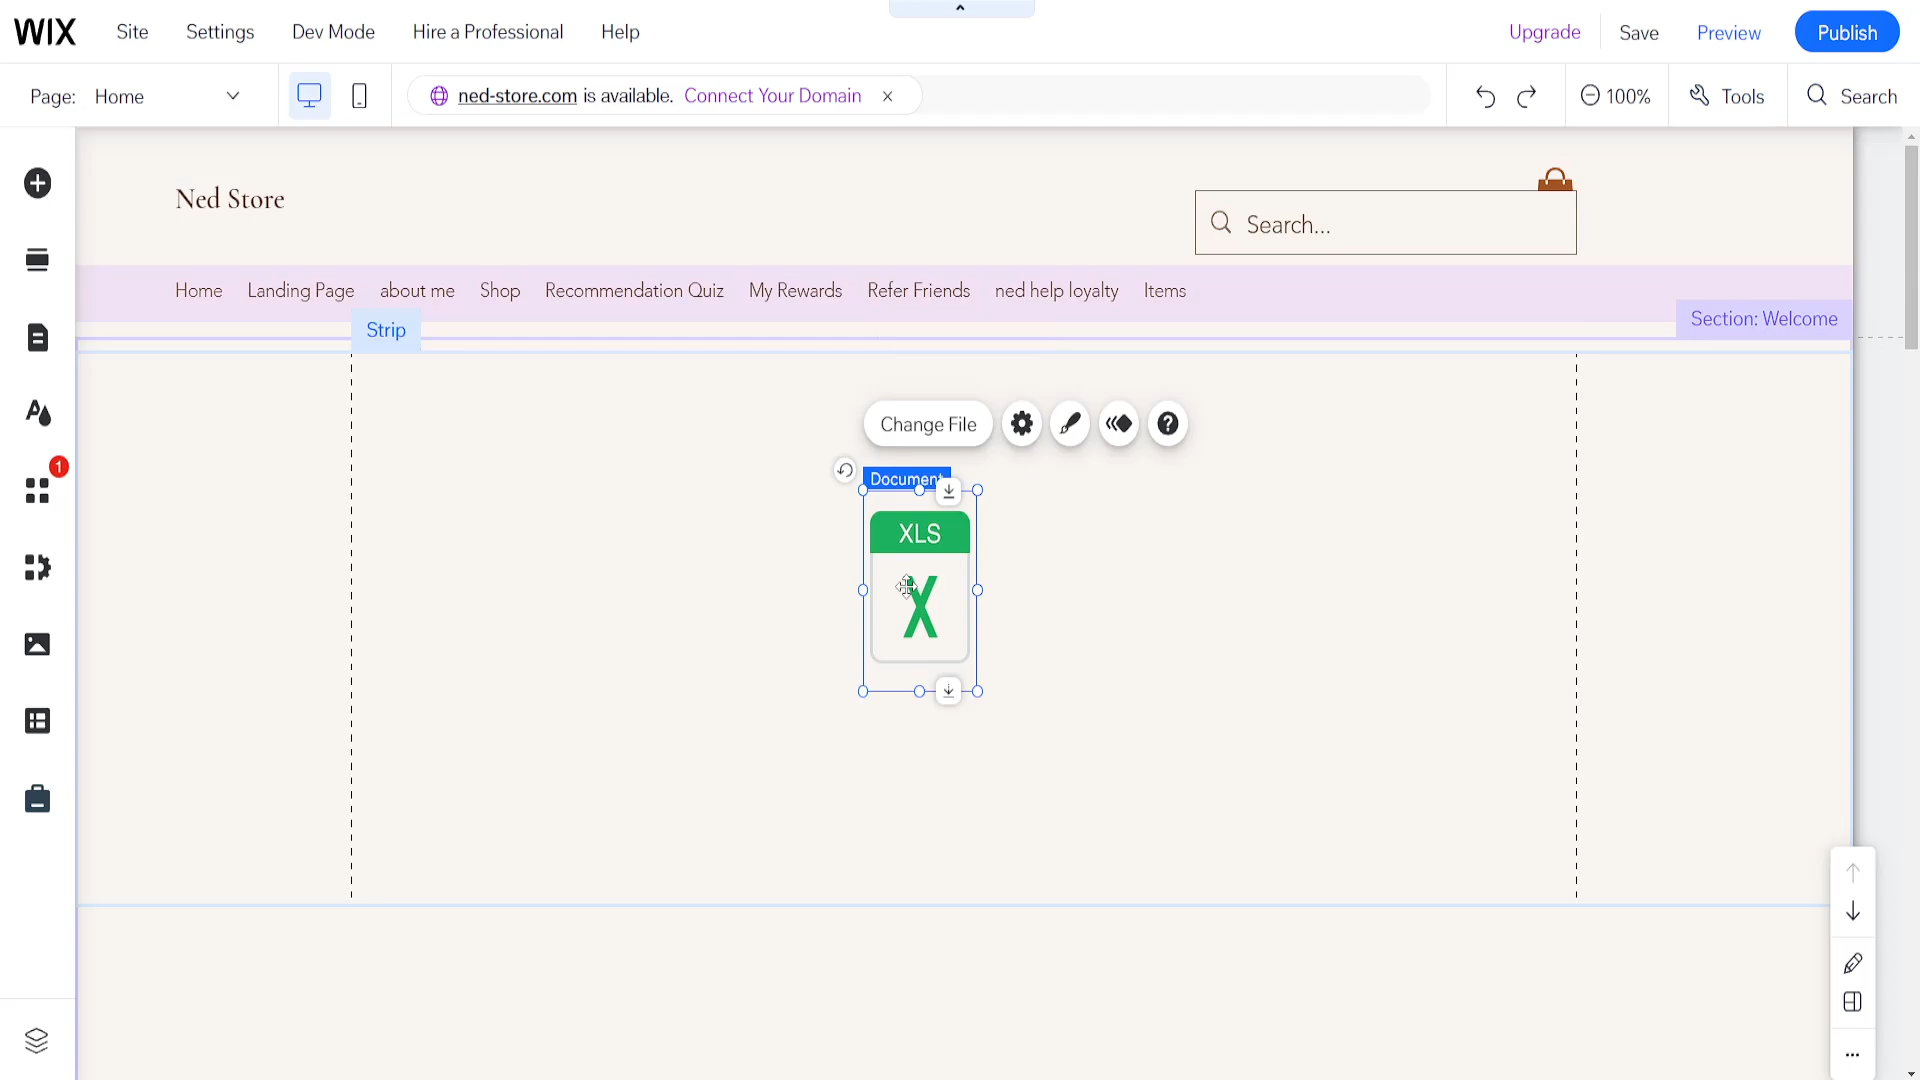 WIX Site Settings Dev Mode Hire a Professional Help Upgrade Save Preview Publish
Page: Home ned-store.com is available. Connect Your Domain 100% Tools Search
Ned Store
Search...
Home Landing Page about me Shop Recommendation Quiz My Rewards Refer Friends ned help loyalty Items
Section: Welcome
Strip
Change File
1
Document
XLS
X